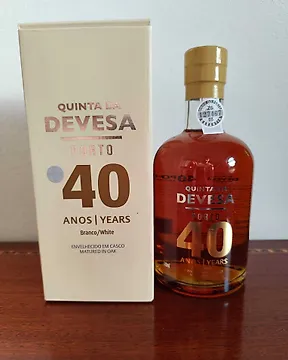 QUINTA DA
DEVESA
PORTO
40
ANOS | YEARS
Branco/White
ENVELHECIDO EM CASCO
MATURED IN OAK
QUINTA DA
DEVESA
PORTO
40
ANOS | YEARS